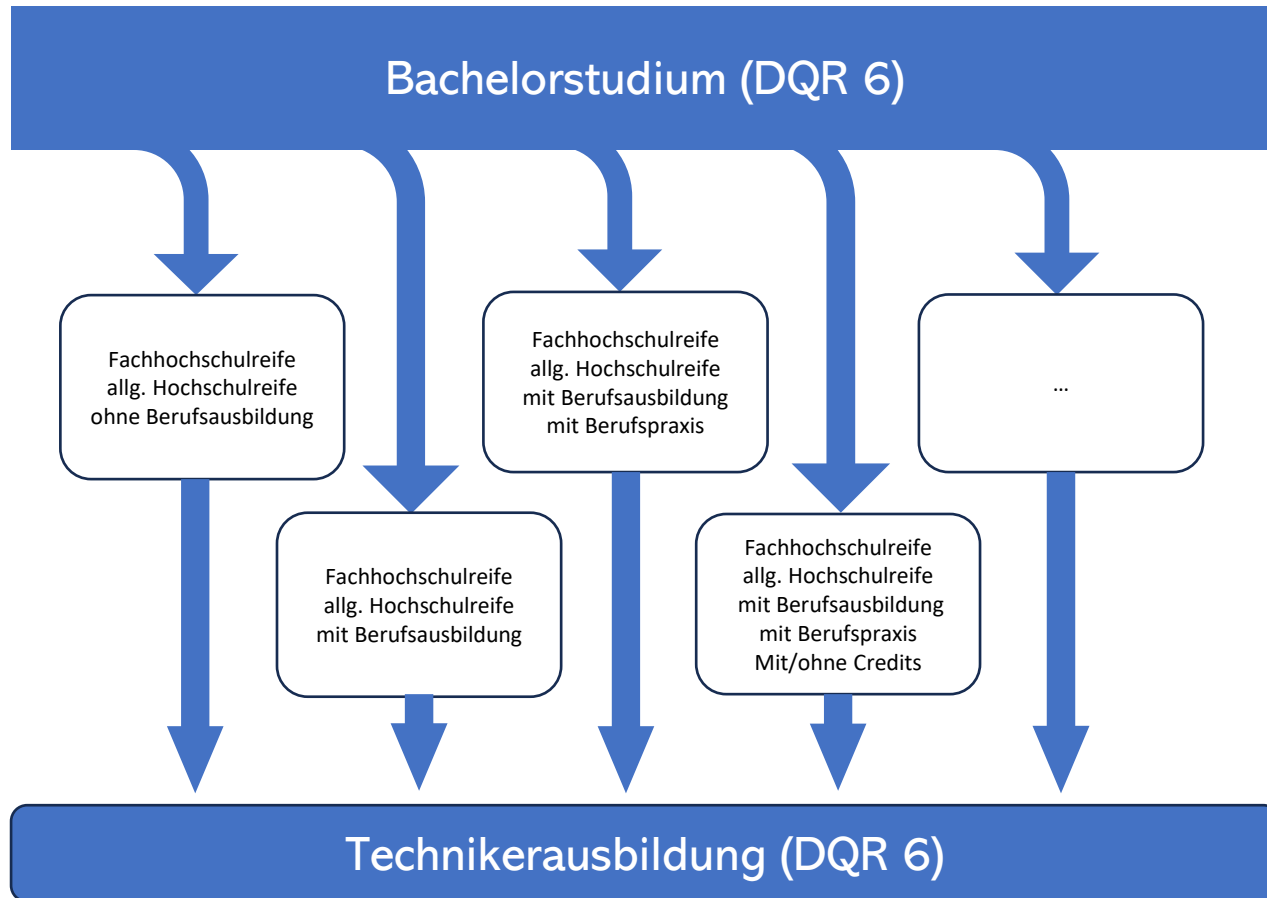 Bachelorstudium (DQR 6)
Fachhochschulreife
allg. Hochschulreife
ohne Berufsausbildung
Fachhochschulreife
allg. Hochschulreife
mit Berufsausbildung
Fachhochschulreife
allg. Hochschulreife
mit Berufsausbildung
mit Berufspraxis
Fachhochschulreife
allg. Hochschulreife
mit Berufsausbildung
mit Berufspraxis
Mit/ohne Credits
...
Technikerausbildung (DQR 6)